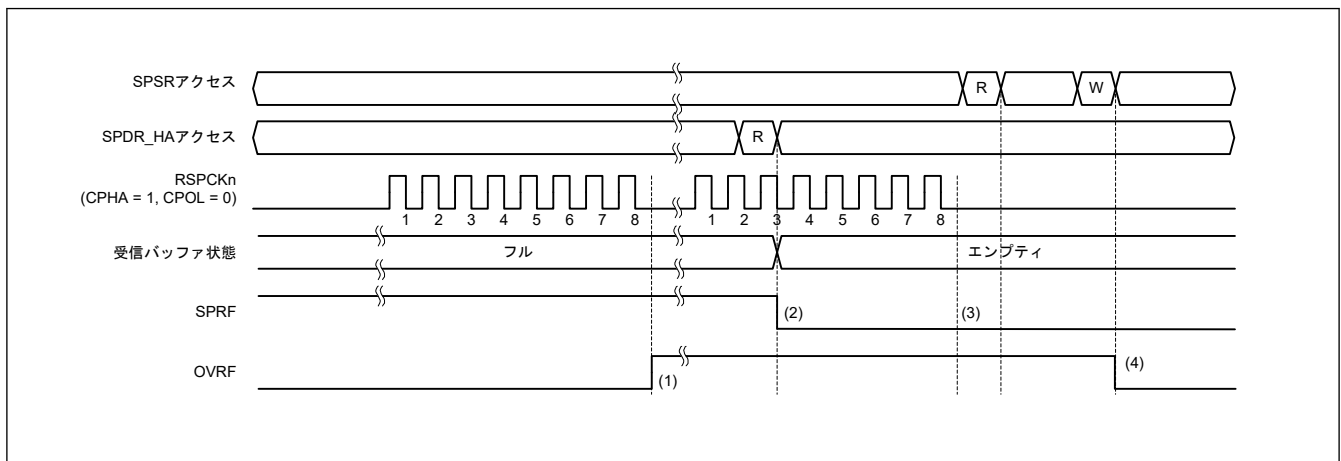 SPSRアクセス
R
W
SPDR_HAアクセス
R
RSPCKn
(CPHA = 1, CPOL = 0)
1 2 3 4 5 6 7 8 1 2 3 4 5 6 7 8
受信バッファ状態
フル
エンプティ
SPRF
(2)
(3)
OVRF
(1)
(4)